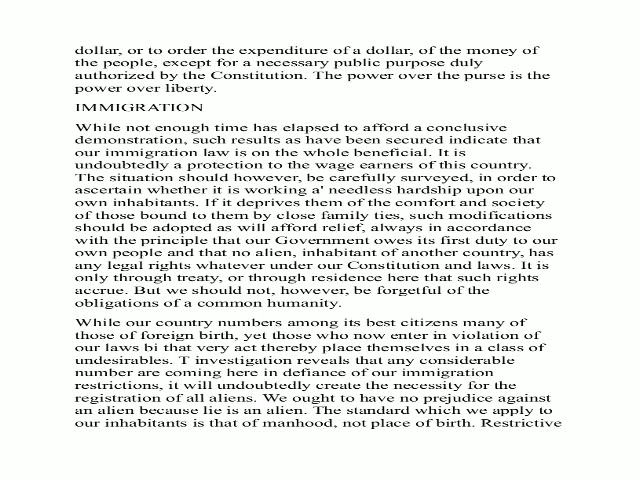 dollar, or to order the expenditure of a dollar, of the money of
the people, except for a necessary public purpose duly
authorized by the Constitution. The power over the purse is the
power over liberty.
IMMIGRATION
While not enough time has elapsed to afford a conclusive
demonstration, such results as have been secured indicate that
our immigration law is on the whole beneficial. It is
undoubtedly a protection to the wage earners of this country.
The situation should however, be carefully surveyed, in order to
ascertain whether it is working a' needless hardship upon our
own inhabitants. If it deprives them of the comfort and society
of those bound to them by close family ties, such modifications
should be adopted as will afford relief, always in accordance
with the principle that our Government owes its first duty to our
own people and that no alien, inhabitant of another country, has
any legal rights whatever under our Constitution and laws. It is
only through treaty, or through residence here that such rights
accrue. But we should not, however, be forgetful of the
obligations of a common humanity.
While our country numbers among its best citizens many of
those of foreign birth, yet those who now enter in violation of
our laws bi that very act thereby place themselves in a class of
undesirables. T investigation reveals that any considerable
number are coming here in defiance of our immigration
restrictions, it will undoubtedly create the necessity for the
registration of all aliens. We ought to have no prejudice against
an alien because lie is an alien. The standard which we apply to
our inhabitants is that of manhood, not place of birth. Restrictive